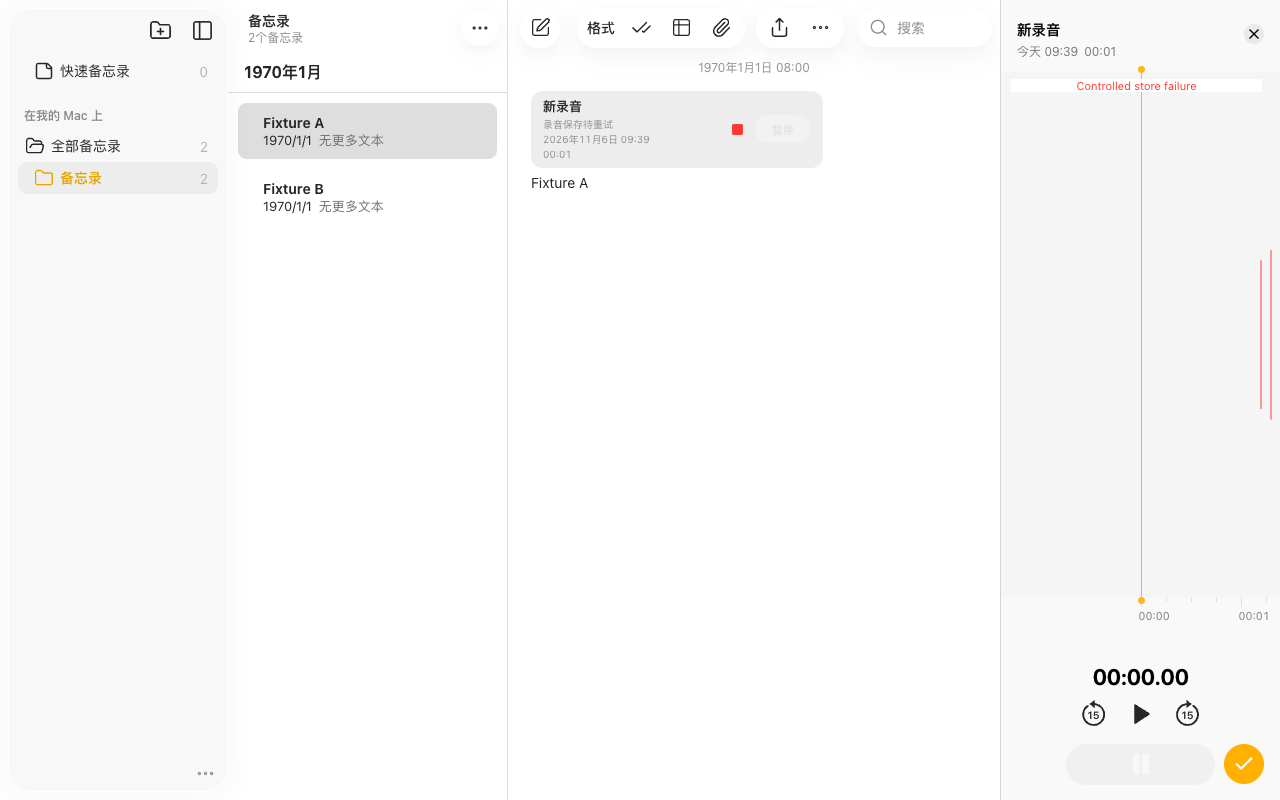 快速备忘录 0
在我的 Mac 上
全部备忘录 2
备忘录 2
备忘录
2个备忘录
1970年1月
Fixture A
1970/1/1 无更多文本
Fixture B
1970/1/1 无更多文本
格式
搜索
1970年1月1日 08:00
新录音
录音保存待重试
2026年11月6日 09:39
00:01
暂停
Fixture A
新录音
今天 09:39 00:01
Controlled store failure
00:00 00:01
00:00.00
15 15